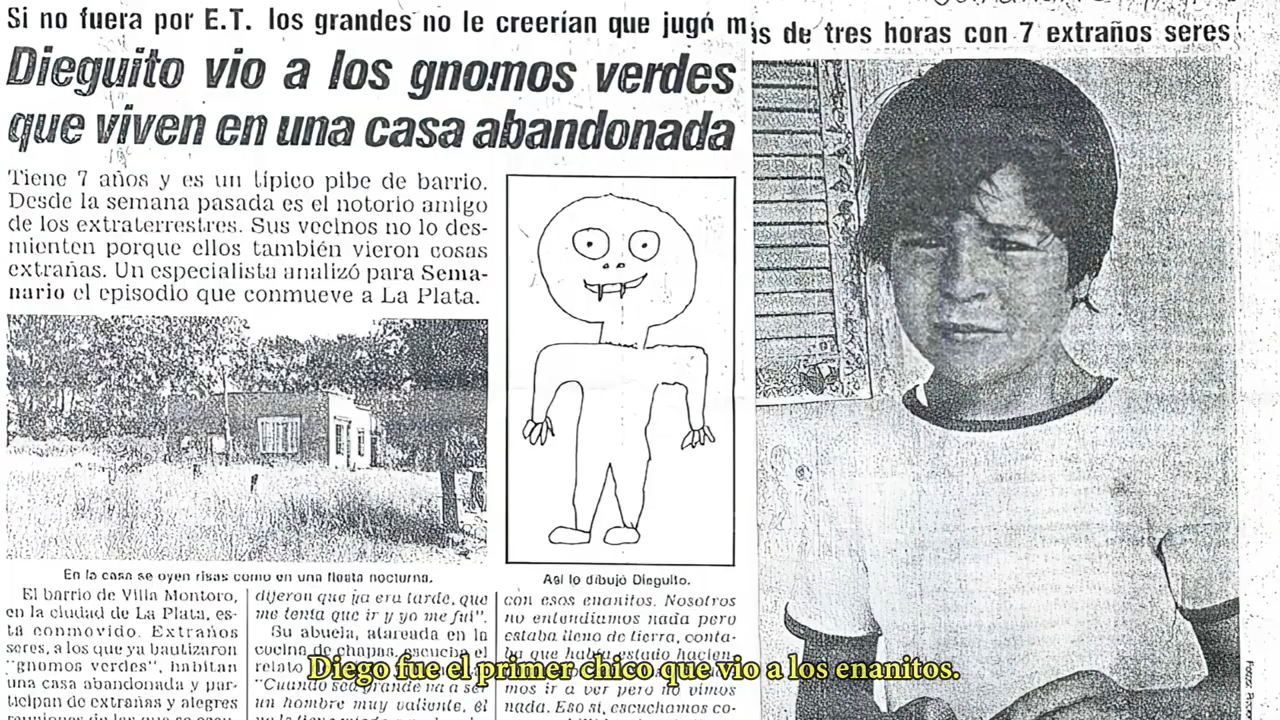 Si no fuera por E.T. los grandes no le creerían que jugó más de tres horas con 7 extraños seres
Dieguito vio a los gnomos verdes
que viven en una casa abandonada
Tiene 7 años y es un típico pibe de barrio.
Desde la semana pasada es el notorio amigo
de los extraterrestres. Sus vecinos no lo des-
mienten porque ellos también vieron cosas
extrañas. Un especialista analizó para Sema-
nario el episodio que conmueve a La Plata.
En la casa se oyen risas como en una fiesta nocturna.
Así lo dibujó Dieguito.
El barrio de Villa Montoro,
en la ciudad de La Plata, es-
tá conmovido. Extraños
seres, a los que ya bautizaron
"gnomos verdes", habitan
una casa abandonada y par-
ticipan de extrañas y alegres
dijeron que ya era tarde, que
me tenía que ir y yo me fui".
Su abuela, atareada en la
cocina de chapas, escucha el
relato
"Cuando sea grande va a ser
un hombre muy valiente, él
con esos enanitos. Nosotros
no entendíamos nada pero
estaba lleno de tierra, conta-
ba que había estado
mos ir a ver pero no vimos
nada. Eso sí, escuchamos co-
Diego fue el primer chico que vio a los enanitos.